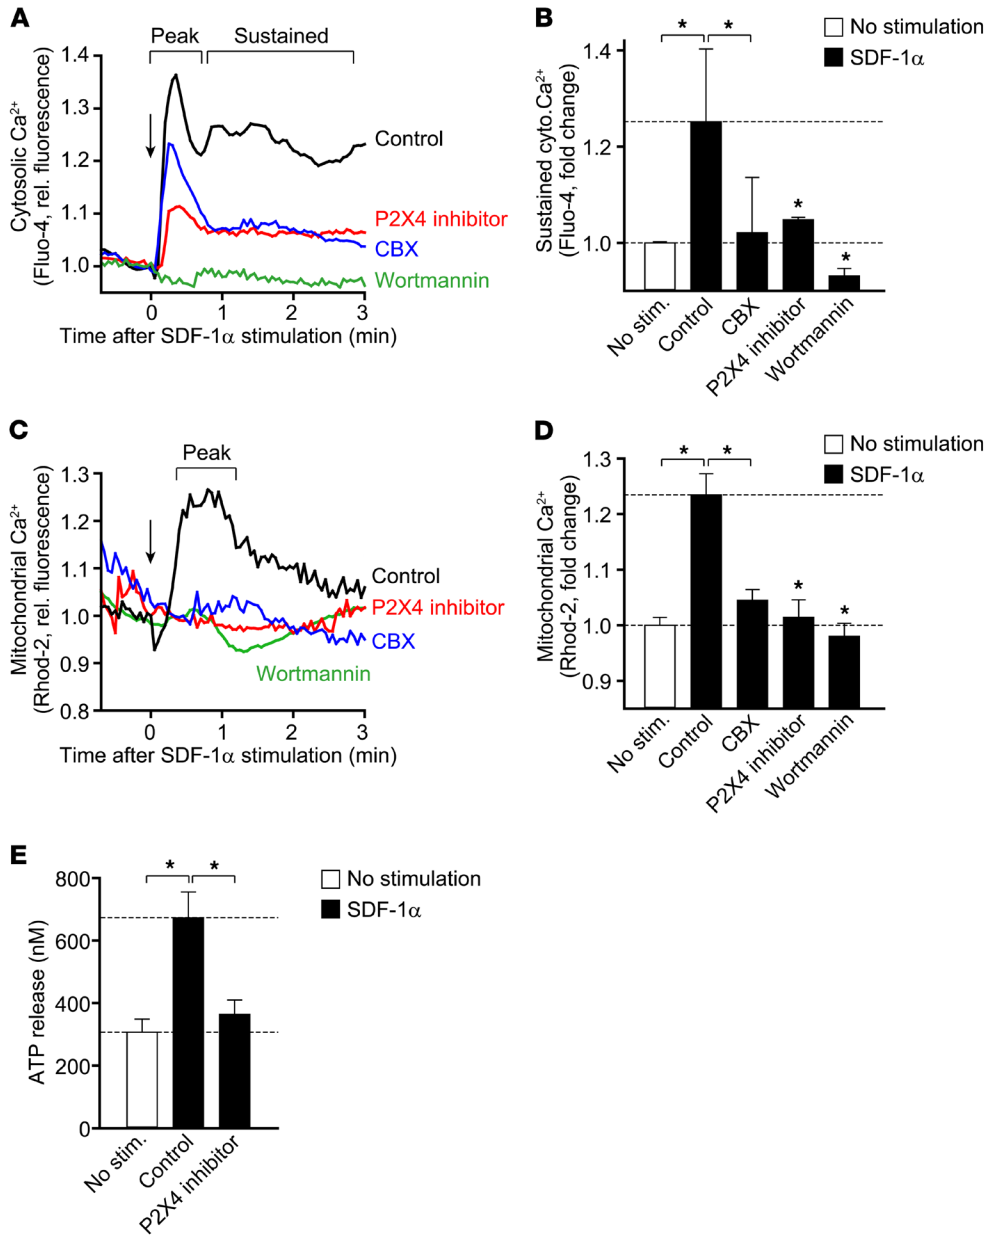 A
Peak
Sustained
Cytosolic Ca²⁺
(Fluo-4, rel. fluorescence)
1.4
1.3
1.2
1.1
1.0
Control
P2X4 inhibitor
CBX
Wortmannin
0
1
2
3
Time after SDF-1α stimulation (min)
B
No stimulation
SDF-1α
* *
Sustained cyto.Ca²⁺
(Fluo-4, fold change)
1.4
1.2
1.0
*
*
No stim.
Control
CBX
P2X4 inhibitor
Wortmannin
C
Peak
Mitochondrial Ca²⁺
(Rhod-2, rel. fluorescence)
1.3
1.2
1.1
1.0
0.9
0.8
Control
P2X4 inhibitor
CBX
Wortmannin
0
1
2
3
Time after SDF-1α stimulation (min)
D
No stimulation
SDF-1α
* *
Mitochondrial Ca²⁺
(Rhod-2, fold change)
1.3
1.2
1.1
1.0
0.9
*
*
No stim.
Control
CBX
P2X4 inhibitor
Wortmannin
E
No stimulation
SDF-1α
* *
ATP release (nM)
800
600
400
200
0
No stim.
Control
P2X4 inhibitor